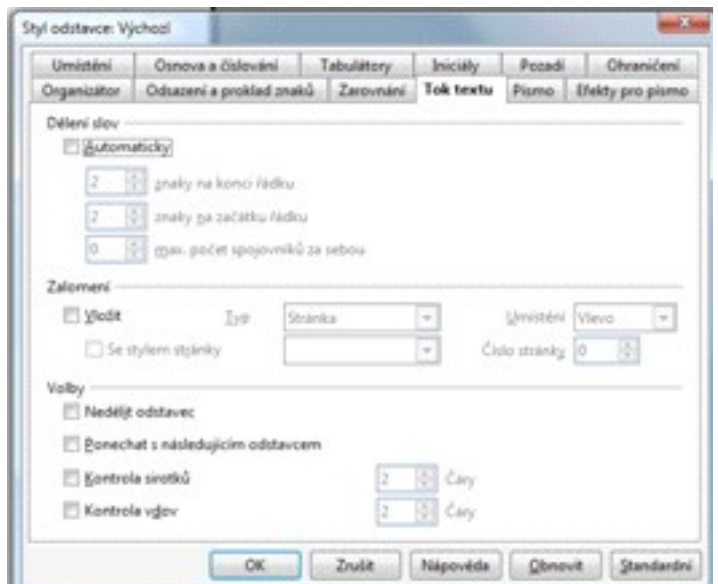 Styl odstavce: Výchozí
Umístění Osnova a číslování Tabulátory Iniciály Pozadí Ohraničení
Organizátor Odsazení a proklad znaků Zarovnání Tok textu Písmo Efekty pro písmo
Dělení slov
Automaticky
2 znaky na konci řádku
2 znaky na začátku řádku
0 max. počet spojovníků za sebou
Zalomení
Vložit Typ Stránka Umístění Vlevo
Se stylem stránky Číslo stránky 0
Volby
Nedělit odstavec
Ponechat s následujícím odstavcem
Kontrola sirotků 2 Čáry
Kontrola vdov 2 Čáry
OK Zrušit Nápověda Obnovit Standardní